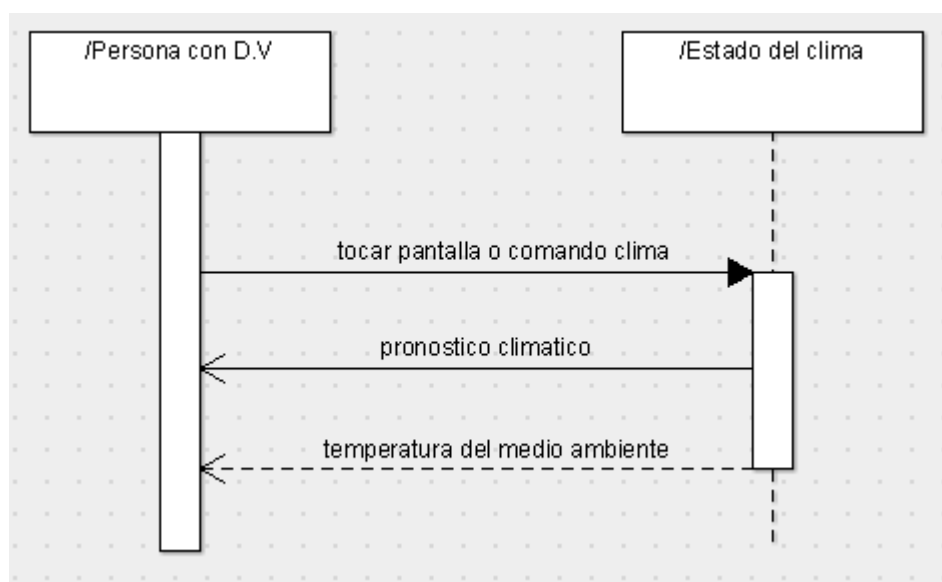 /Persona con D.V
/Estado del clima
tocar pantalla o comando clima
pronostico climatico
temperatura del medio ambiente